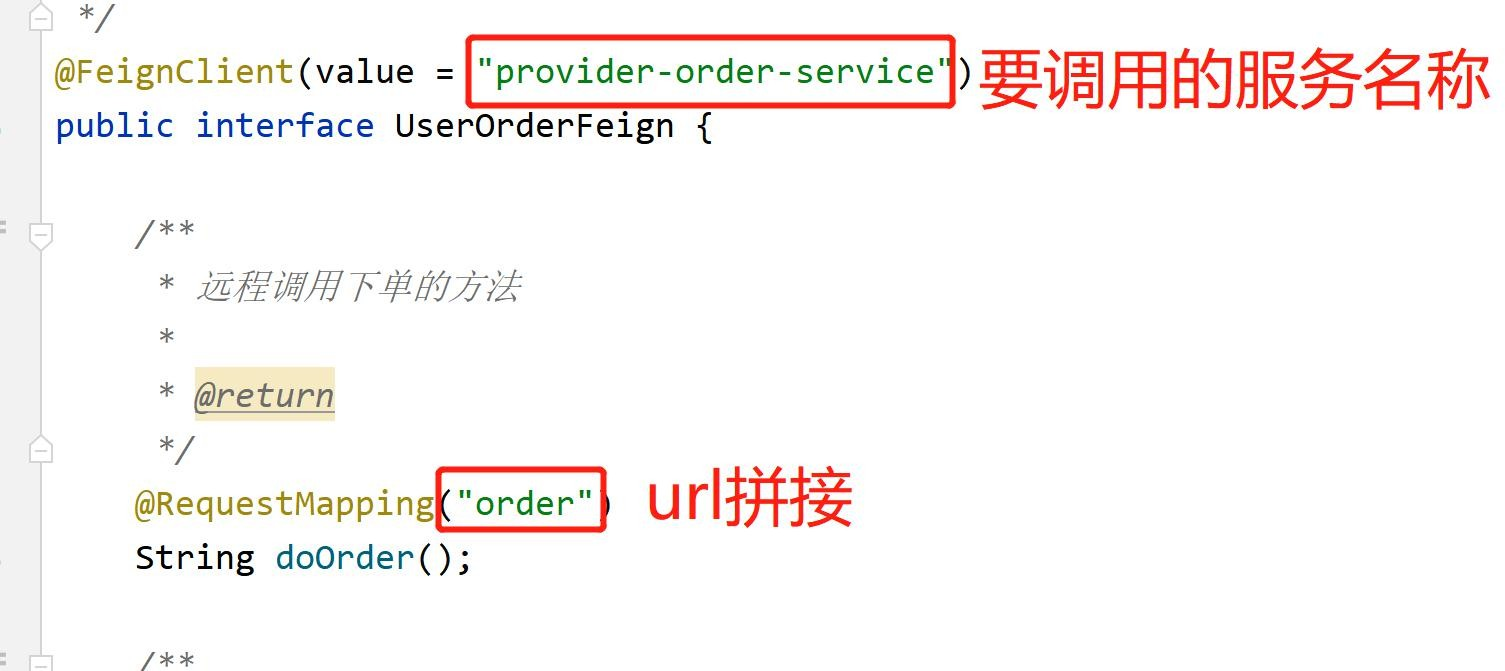 */
@FeignClient(value = "provider-order-service") 要调用的服务名称
public interface UserOrderFeign {
/**
* 远程调用下单的方法
*
* @return
*/
@RequestMapping("order") url拼接
String doOrder();
/**